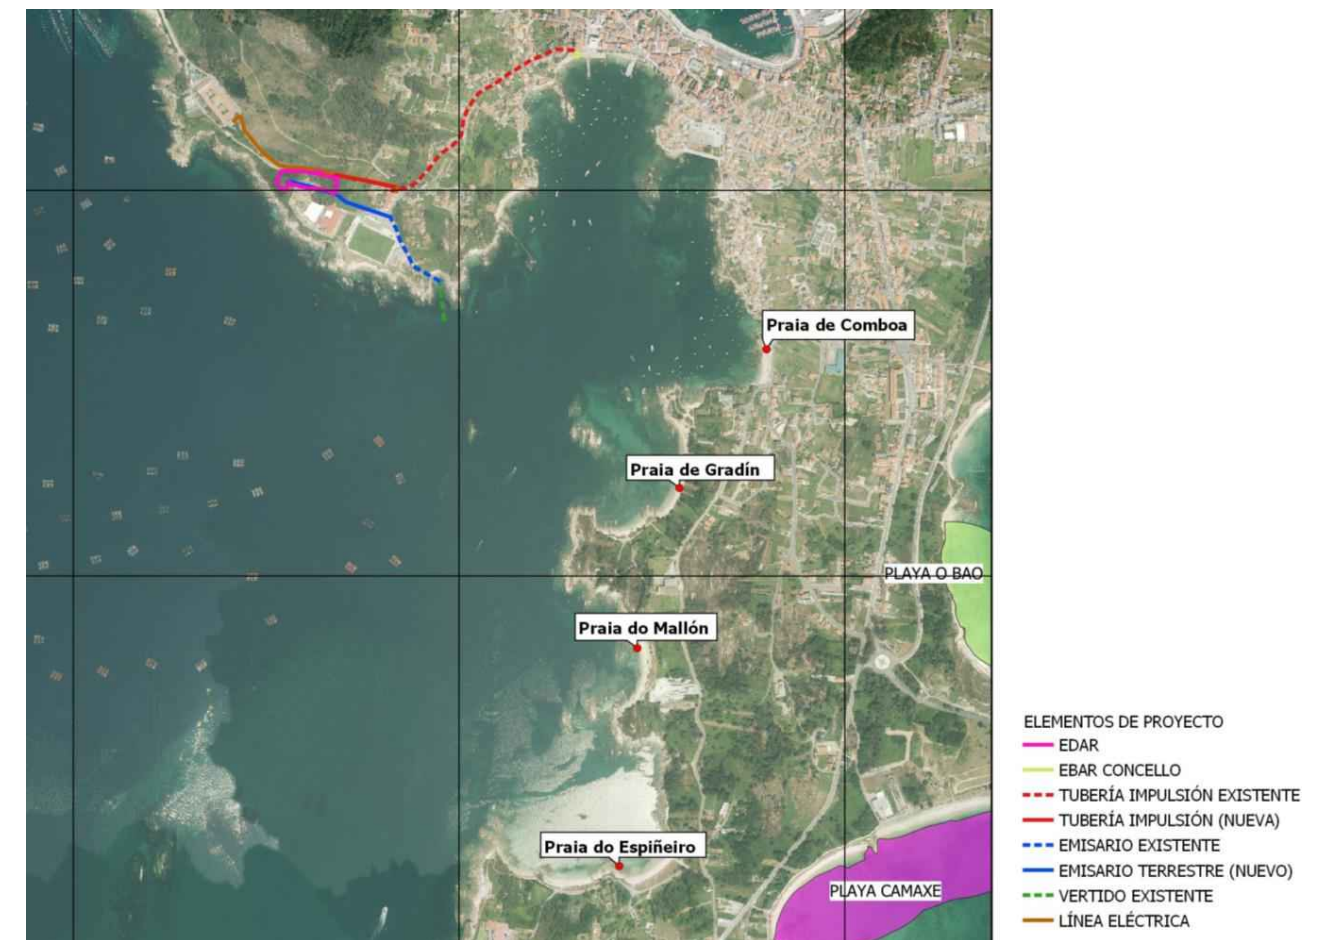 Praia de Comboa
Praia de Gradín
PLAYA O BAO
Praia do Mallón
Praia do Espiñeiro
PLAYA CAMAXE
ELEMENTOS DE PROYECTO
EDAR
EBAR CONCELLO
TUBERÍA IMPULSIÓN EXISTENTE
TUBERÍA IMPULSIÓN (NUEVA)
EMISARIO EXISTENTE
EMISARIO TERRESTRE (NUEVO)
VERTIDO EXISTENTE
LÍNEA ELÉCTRICA